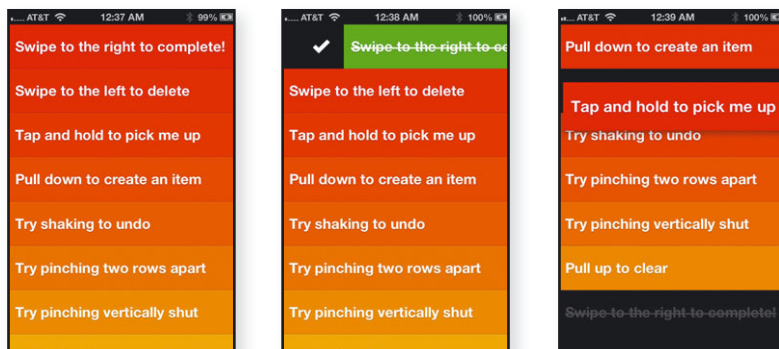 AT&T 12:37 AM 99%
Swipe to the right to complete!
Swipe to the left to delete
Tap and hold to pick me up
Pull down to create an item
Try shaking to undo
Try pinching two rows apart
Try pinching vertically shut
AT&T 12:38 AM 100%
Swipe to the right to co
Swipe to the left to delete
Tap and hold to pick me up
Pull down to create an item
Try shaking to undo
Try pinching two rows apart
Try pinching vertically shut
AT&T 12:39 AM 100%
Pull down to create an item
Tap and hold to pick me up
Try shaking to undo
Try pinching two rows apart
Try pinching vertically shut
Pull up to clear
Swipe to the right to complete!